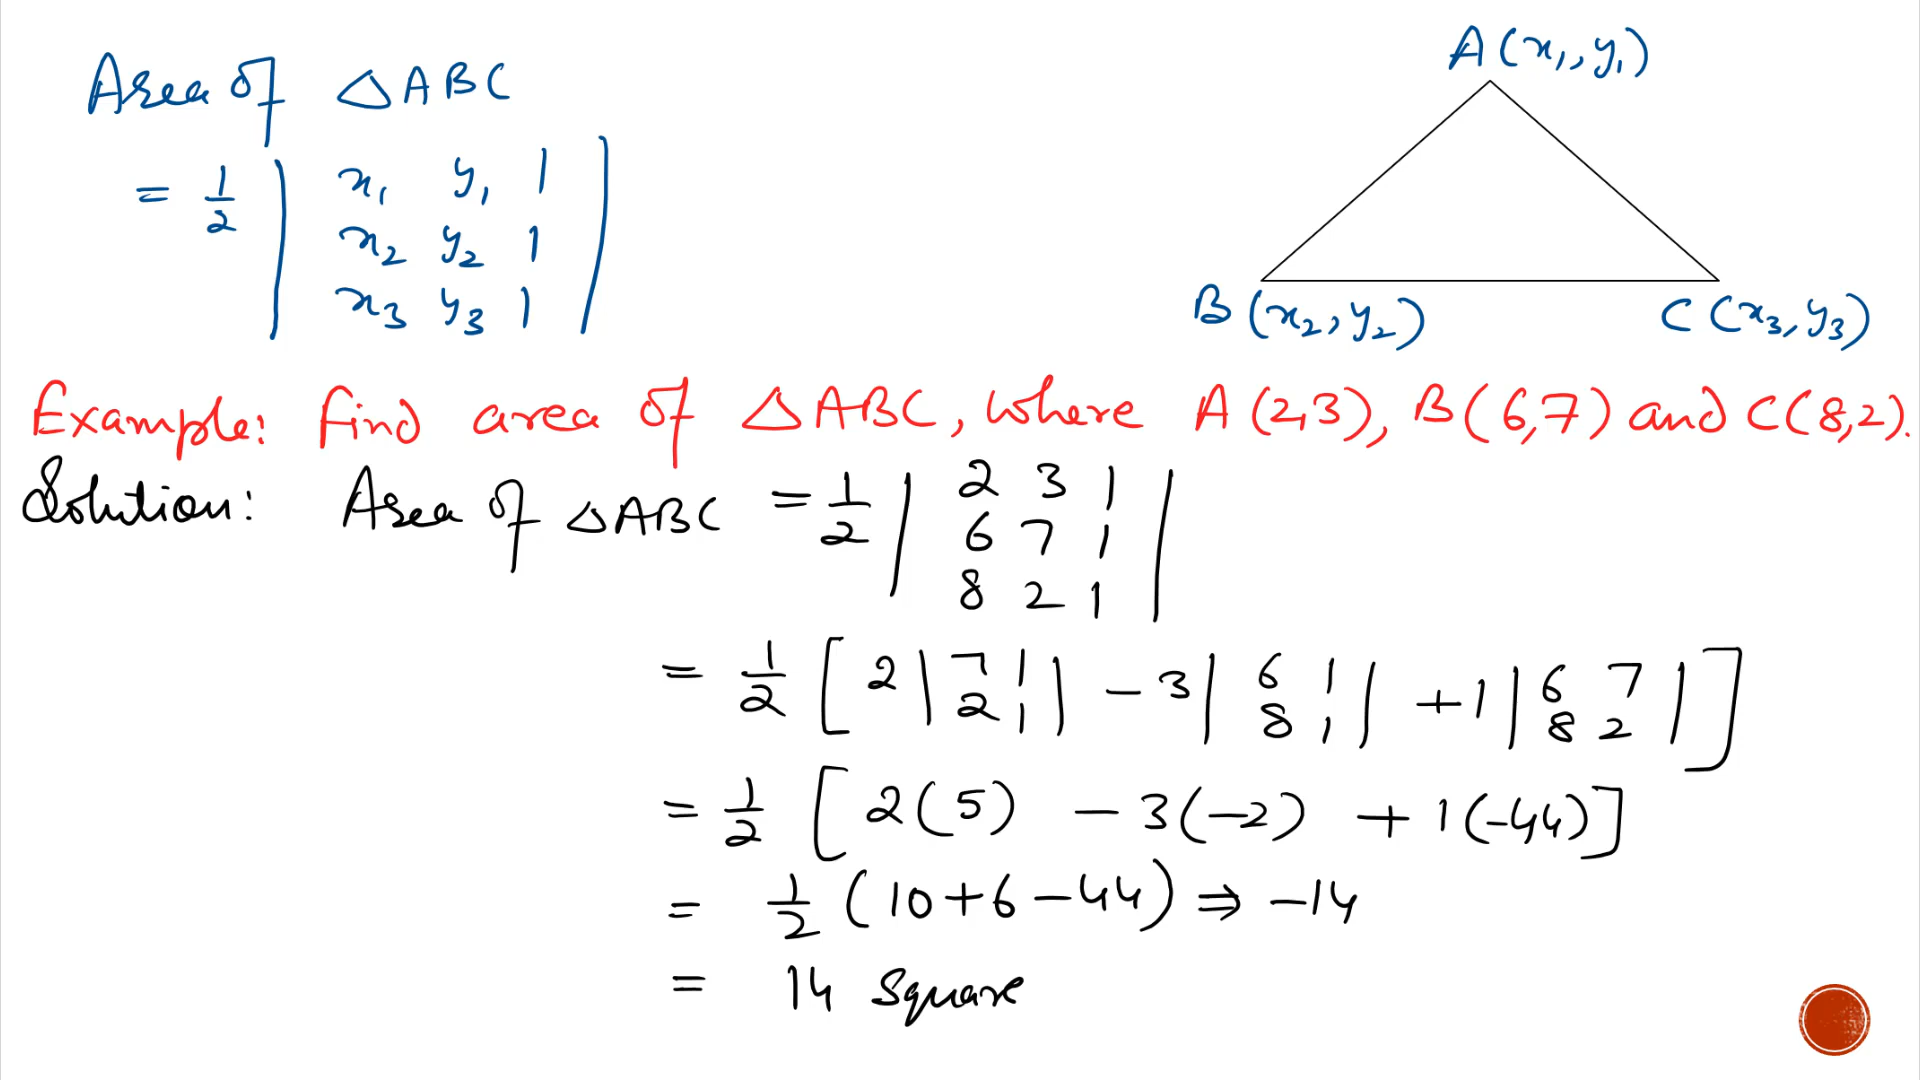 Area of △ABC
A(x₁, y₁)
= 1/2 | x₁ y₁ 1 |
| x₂ y₂ 1 |
| x₃ y₃ 1 |
B(x₂, y₂)
C(x₃, y₃)
Example: Find area of △ABC, where A(2,3), B(6,7) and C(8,2).
Solution: Area of △ABC = 1/2 | 2 3 1 |
| 6 7 1 |
| 8 2 1 |
= 1/2 [ 2 | 7 1 ; 2 1 | - 3 | 6 1 ; 8 1 | + 1 | 6 7 ; 8 2 | ]
= 1/2 [ 2(5) - 3(-2) + 1(-44) ]
= 1/2 (10+6-44) ⇒ -14
= 14 Square